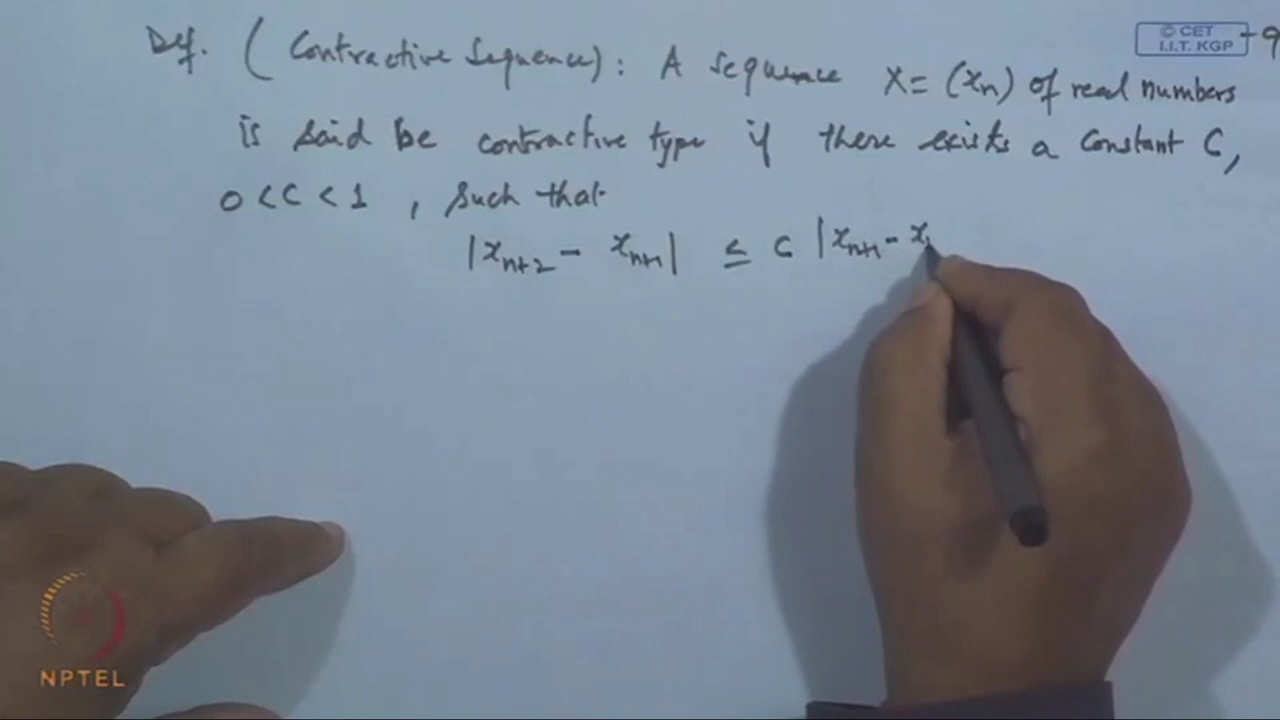 © CET
I.I.T. KGP
-9
Def. (Contractive Sequence): A sequence X = (xₙ) of real numbers
is said be contractive type if there exists a constant C,
0 < C < 1 , such that
|xₙ₊₂ - xₙ₊₁| ≤ C |xₙ₊₁ - x
NPTEL